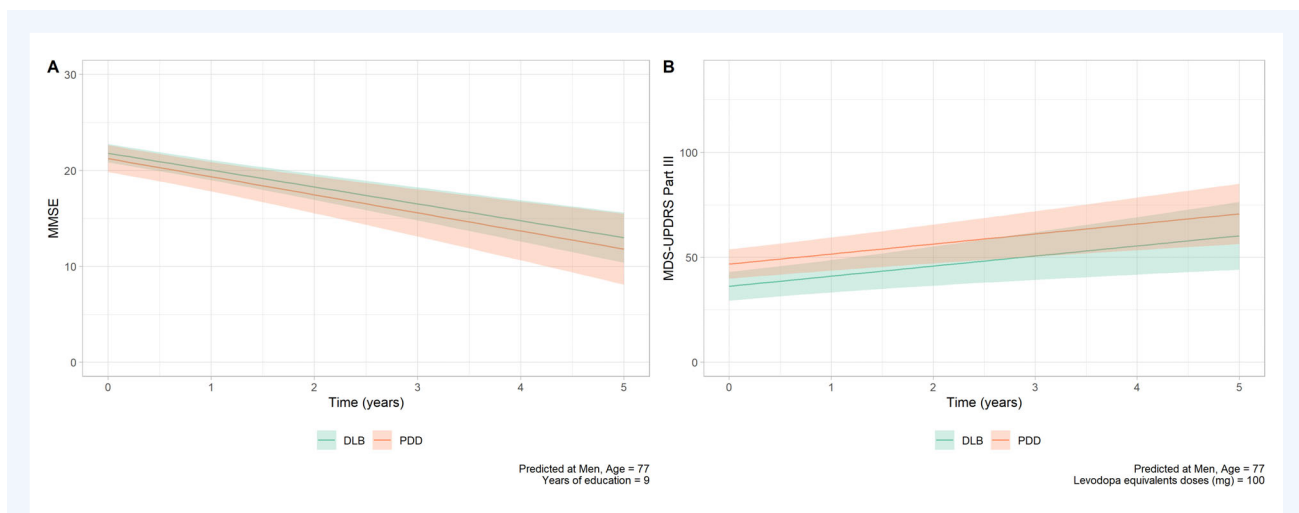 A
30
20
10
0
MMSE
0 1 2 3 4 5
Time (years)
DLB PDD
Predicted at Men, Age = 77
Years of education = 9
B
100
50
0
MDS-UPDRS Part III
0 1 2 3 4 5
Time (years)
DLB PDD
Predicted at Men, Age = 77
Levodopa equivalents doses (mg) = 100